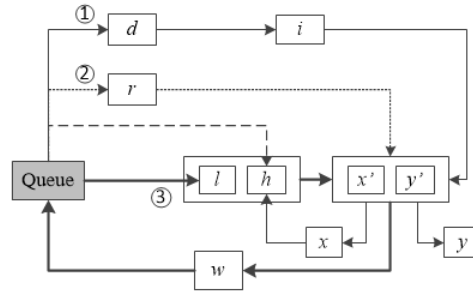 ① d i
② r
Queue ③ l h x' y'
x y
w